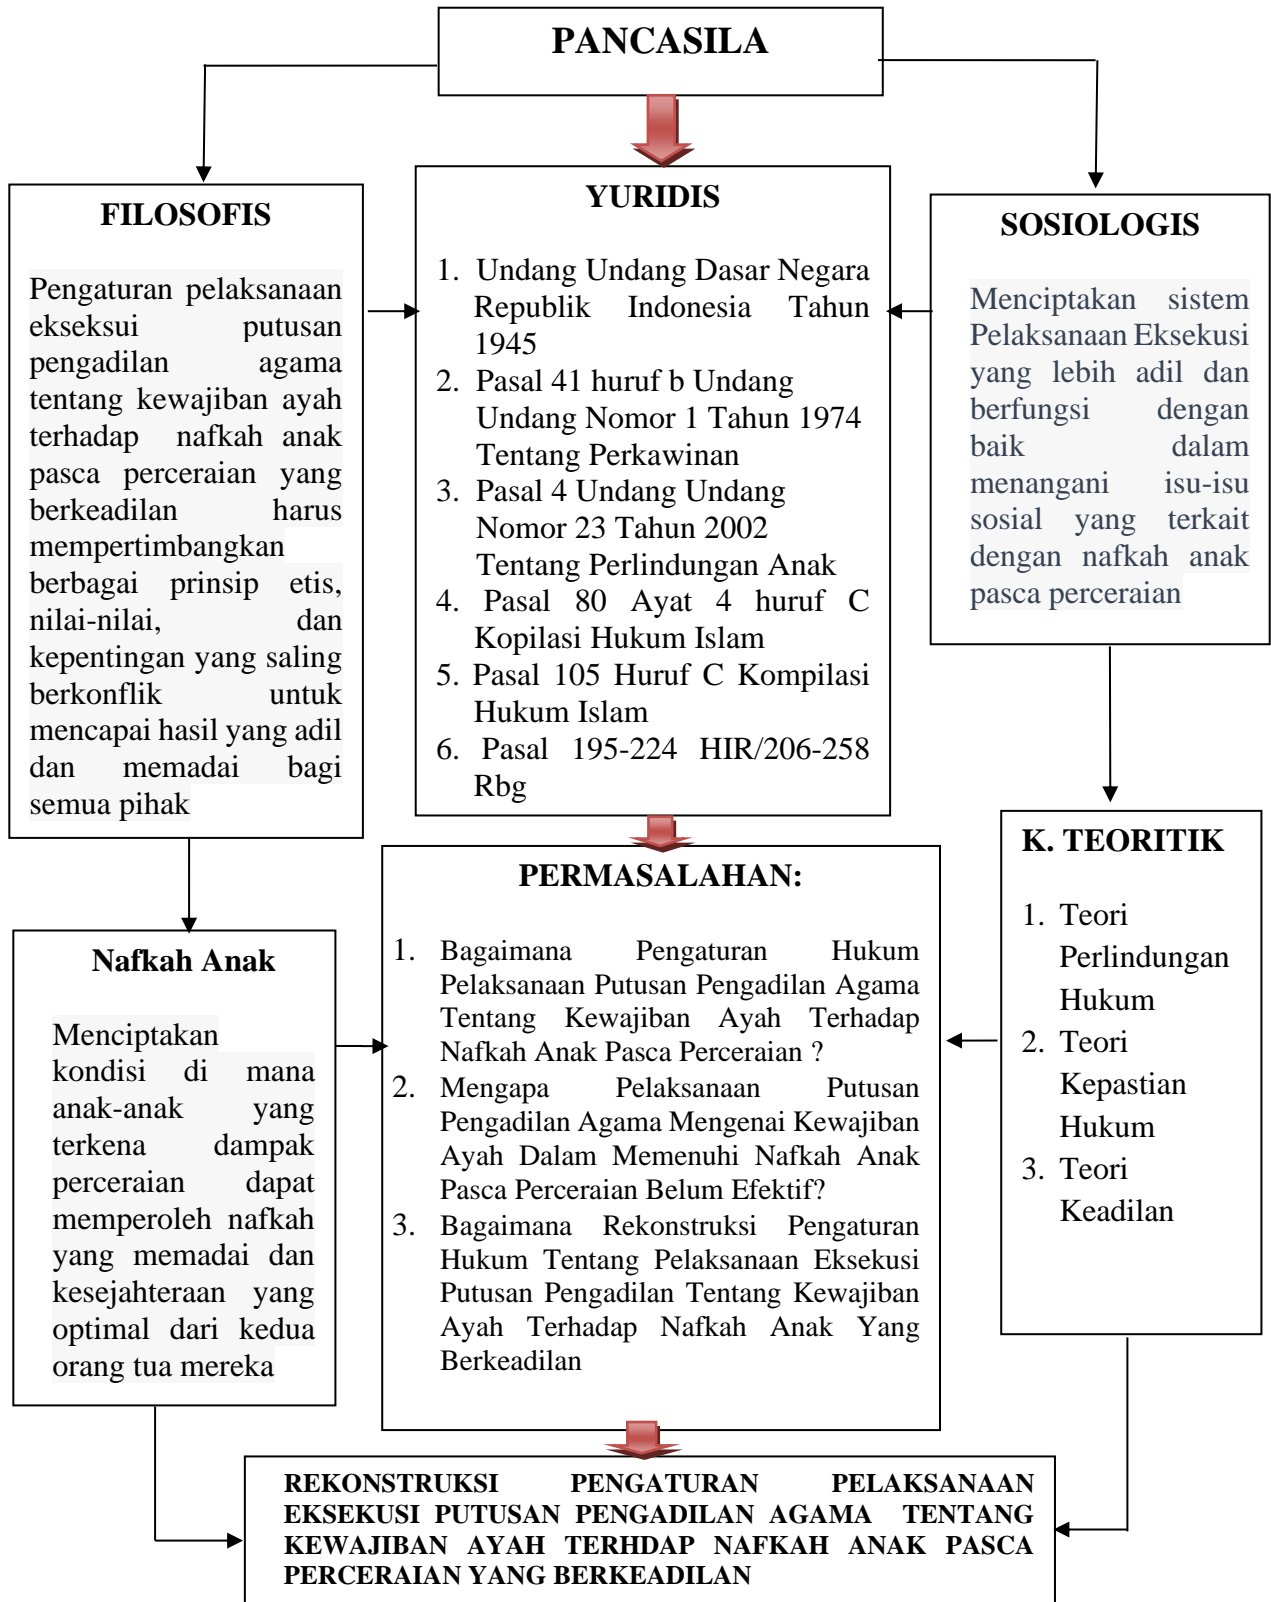 PANCASILA
FILOSOFIS
Pengaturan pelaksanaan
ekseksui putusan
pengadilan agama
tentang kewajiban ayah
terhadap nafkah anak
pasca perceraian yang
berkeadilan harus
mempertimbangkan
berbagai prinsip etis,
nilai-nilai, dan
kepentingan yang saling
berkonflik untuk
mencapai hasil yang adil
dan memadai bagi
semua pihak
YURIDIS
1. Undang Undang Dasar Negara
Republik Indonesia Tahun
1945
2. Pasal 41 huruf b Undang
Undang Nomor 1 Tahun 1974
Tentang Perkawinan
3. Pasal 4 Undang Undang
Nomor 23 Tahun 2002
Tentang Perlindungan Anak
4. Pasal 80 Ayat 4 huruf C
Kopilasi Hukum Islam
5. Pasal 105 Huruf C Kompilasi
Hukum Islam
6. Pasal 195-224 HIR/206-258
Rbg
SOSIOLOGIS
Menciptakan sistem
Pelaksanaan Eksekusi
yang lebih adil dan
berfungsi dengan
baik dalam
menangani isu-isu
sosial yang terkait
dengan nafkah anak
pasca perceraian
Nafkah Anak
Menciptakan
kondisi di mana
anak-anak yang
terkena dampak
perceraian dapat
memperoleh nafkah
yang memadai dan
kesejahteraan yang
optimal dari kedua
orang tua mereka
PERMASALAHAN:
1. Bagaimana Pengaturan Hukum
Pelaksanaan Putusan Pengadilan Agama
Tentang Kewajiban Ayah Terhadap
Nafkah Anak Pasca Perceraian ?
2. Mengapa Pelaksanaan Putusan
Pengadilan Agama Mengenai Kewajiban
Ayah Dalam Memenuhi Nafkah Anak
Pasca Perceraian Belum Efektif?
3. Bagaimana Rekonstruksi Pengaturan
Hukum Tentang Pelaksanaan Eksekusi
Putusan Pengadilan Tentang Kewajiban
Ayah Terhadap Nafkah Anak Yang
Berkeadilan
K. TEORITIK
1. Teori
Perlindungan
Hukum
2. Teori
Kepastian
Hukum
3. Teori
Keadilan
REKONSTRUKSI PENGATURAN PELAKSANAAN
EKSEKUSI PUTUSAN PENGADILAN AGAMA TENTANG
KEWAJIBAN AYAH TERHDAP NAFKAH ANAK PASCA
PERCERAIAN YANG BERKEADILAN